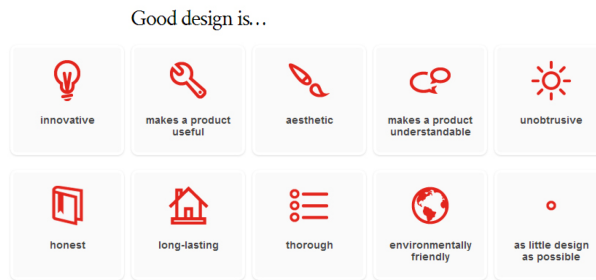 Good design is...
innovative
makes a product
useful
aesthetic
makes a product
understandable
unobtrusive
honest
long-lasting
thorough
environmentally
friendly
as little design
as possible